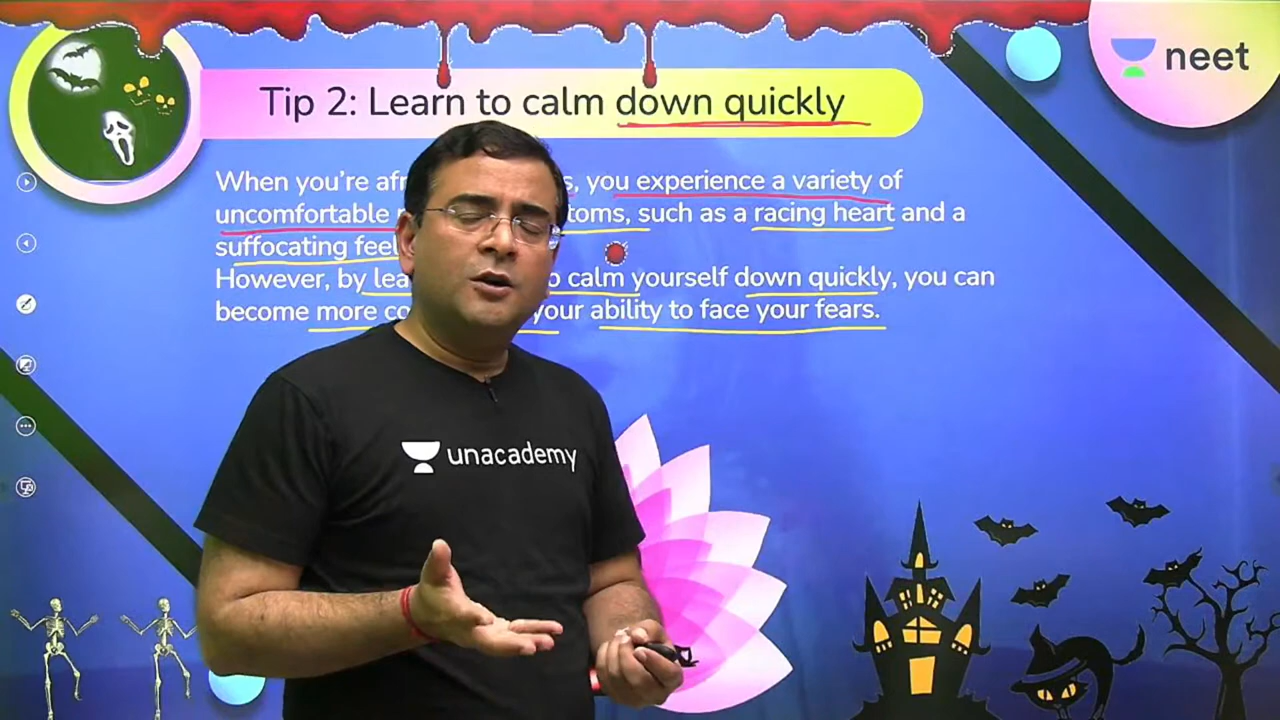 neet
Tip 2: Learn to calm down quickly
When you're afr s, you experience a variety of
uncomfortable toms, such as a racing heart and a
suffocating feel
However, by lea o calm yourself down quickly, you can
become more co your ability to face your fears.
unacademy